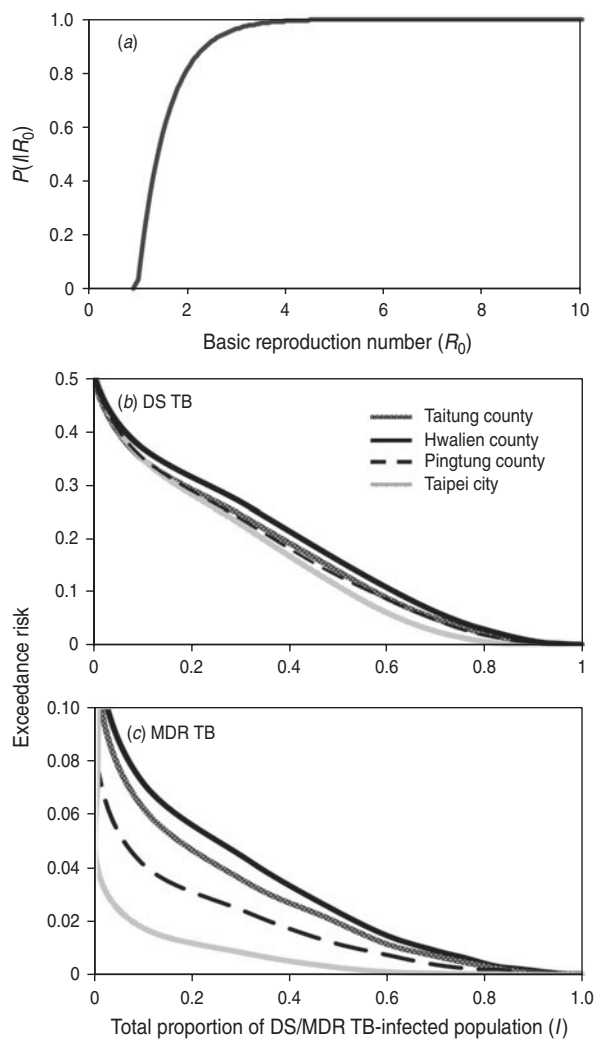 (a)
1.0
0.8
0.6
0.4
0.2
0
P(I|R0)
0 2 4 6 8 10
Basic reproduction number (R0)
0.5
0.4
0.3
0.2
0.1
0
(b) DS TB
Taitung county
Hwalien county
Pingtung county
Taipei city
0 0.2 0.4 0.6 0.8 1
Exceedance risk
0.10
0.08
0.06
0.04
0.02
0
(c) MDR TB
0 0.2 0.4 0.6 0.8 1.0
Total proportion of DS/MDR TB-infected population (I)